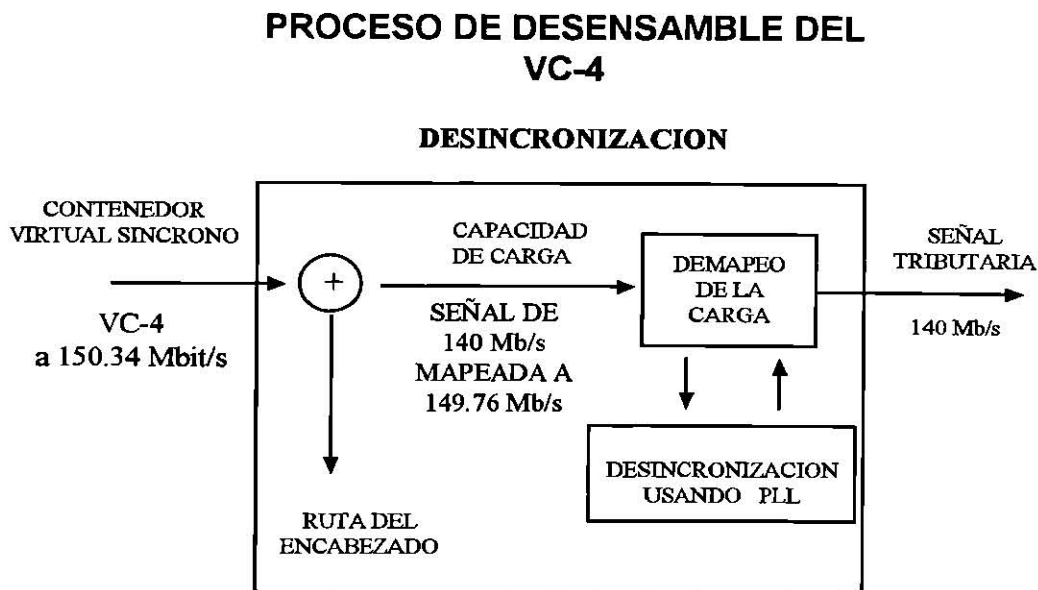 PROCESO DE DESENSAMBLE DEL
VC-4
DESINCRONIZACION
CONTENEDOR
VIRTUAL SINCRONO
VC-4
a 150.34 Mbit/s
+
CAPACIDAD
DE CARGA
SEÑAL DE
140 Mb/s
MAPEADA A
149.76 Mb/s
RUTA DEL
ENCABEZADO
DEMAPEO
DE LA
CARGA
DESINCRONIZACION
USANDO PLL
SEÑAL
TRIBUTARIA
140 Mb/s